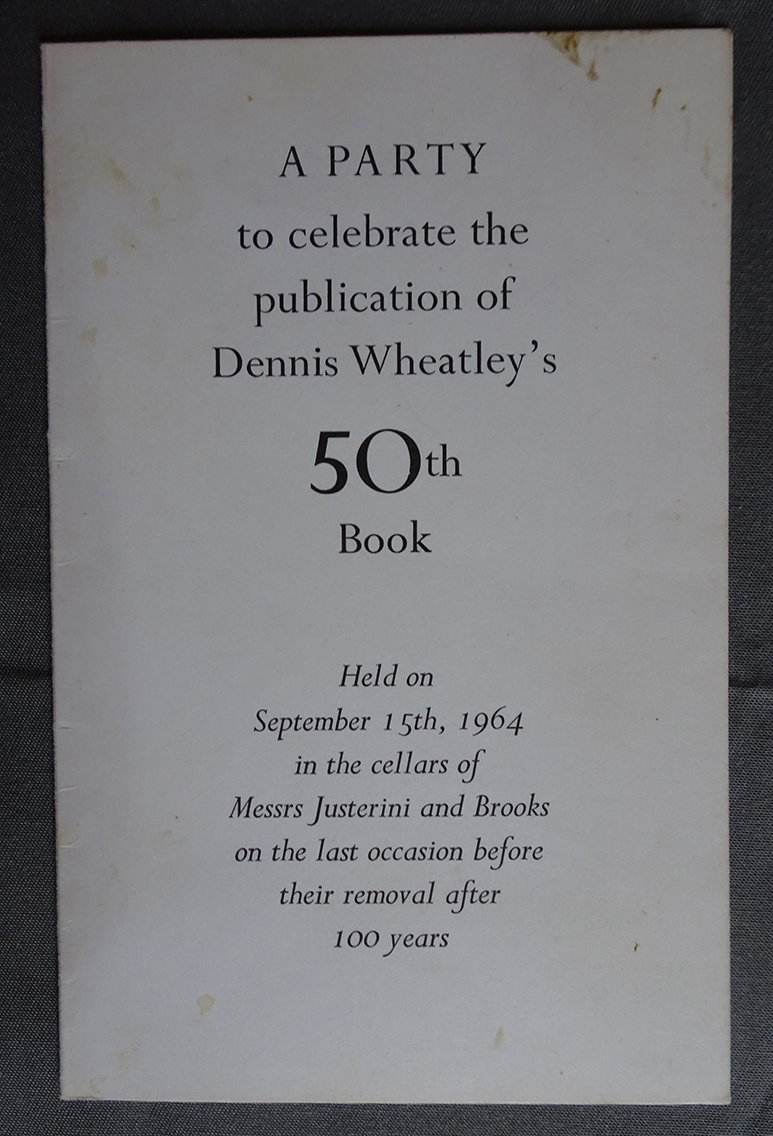 A PARTY
to celebrate the
publication of
Dennis Wheatley’s
50th
Book
Held on
September 15th, 1964
in the cellars of
Messrs Justerini and Brooks
on the last occasion before
their removal after
100 years